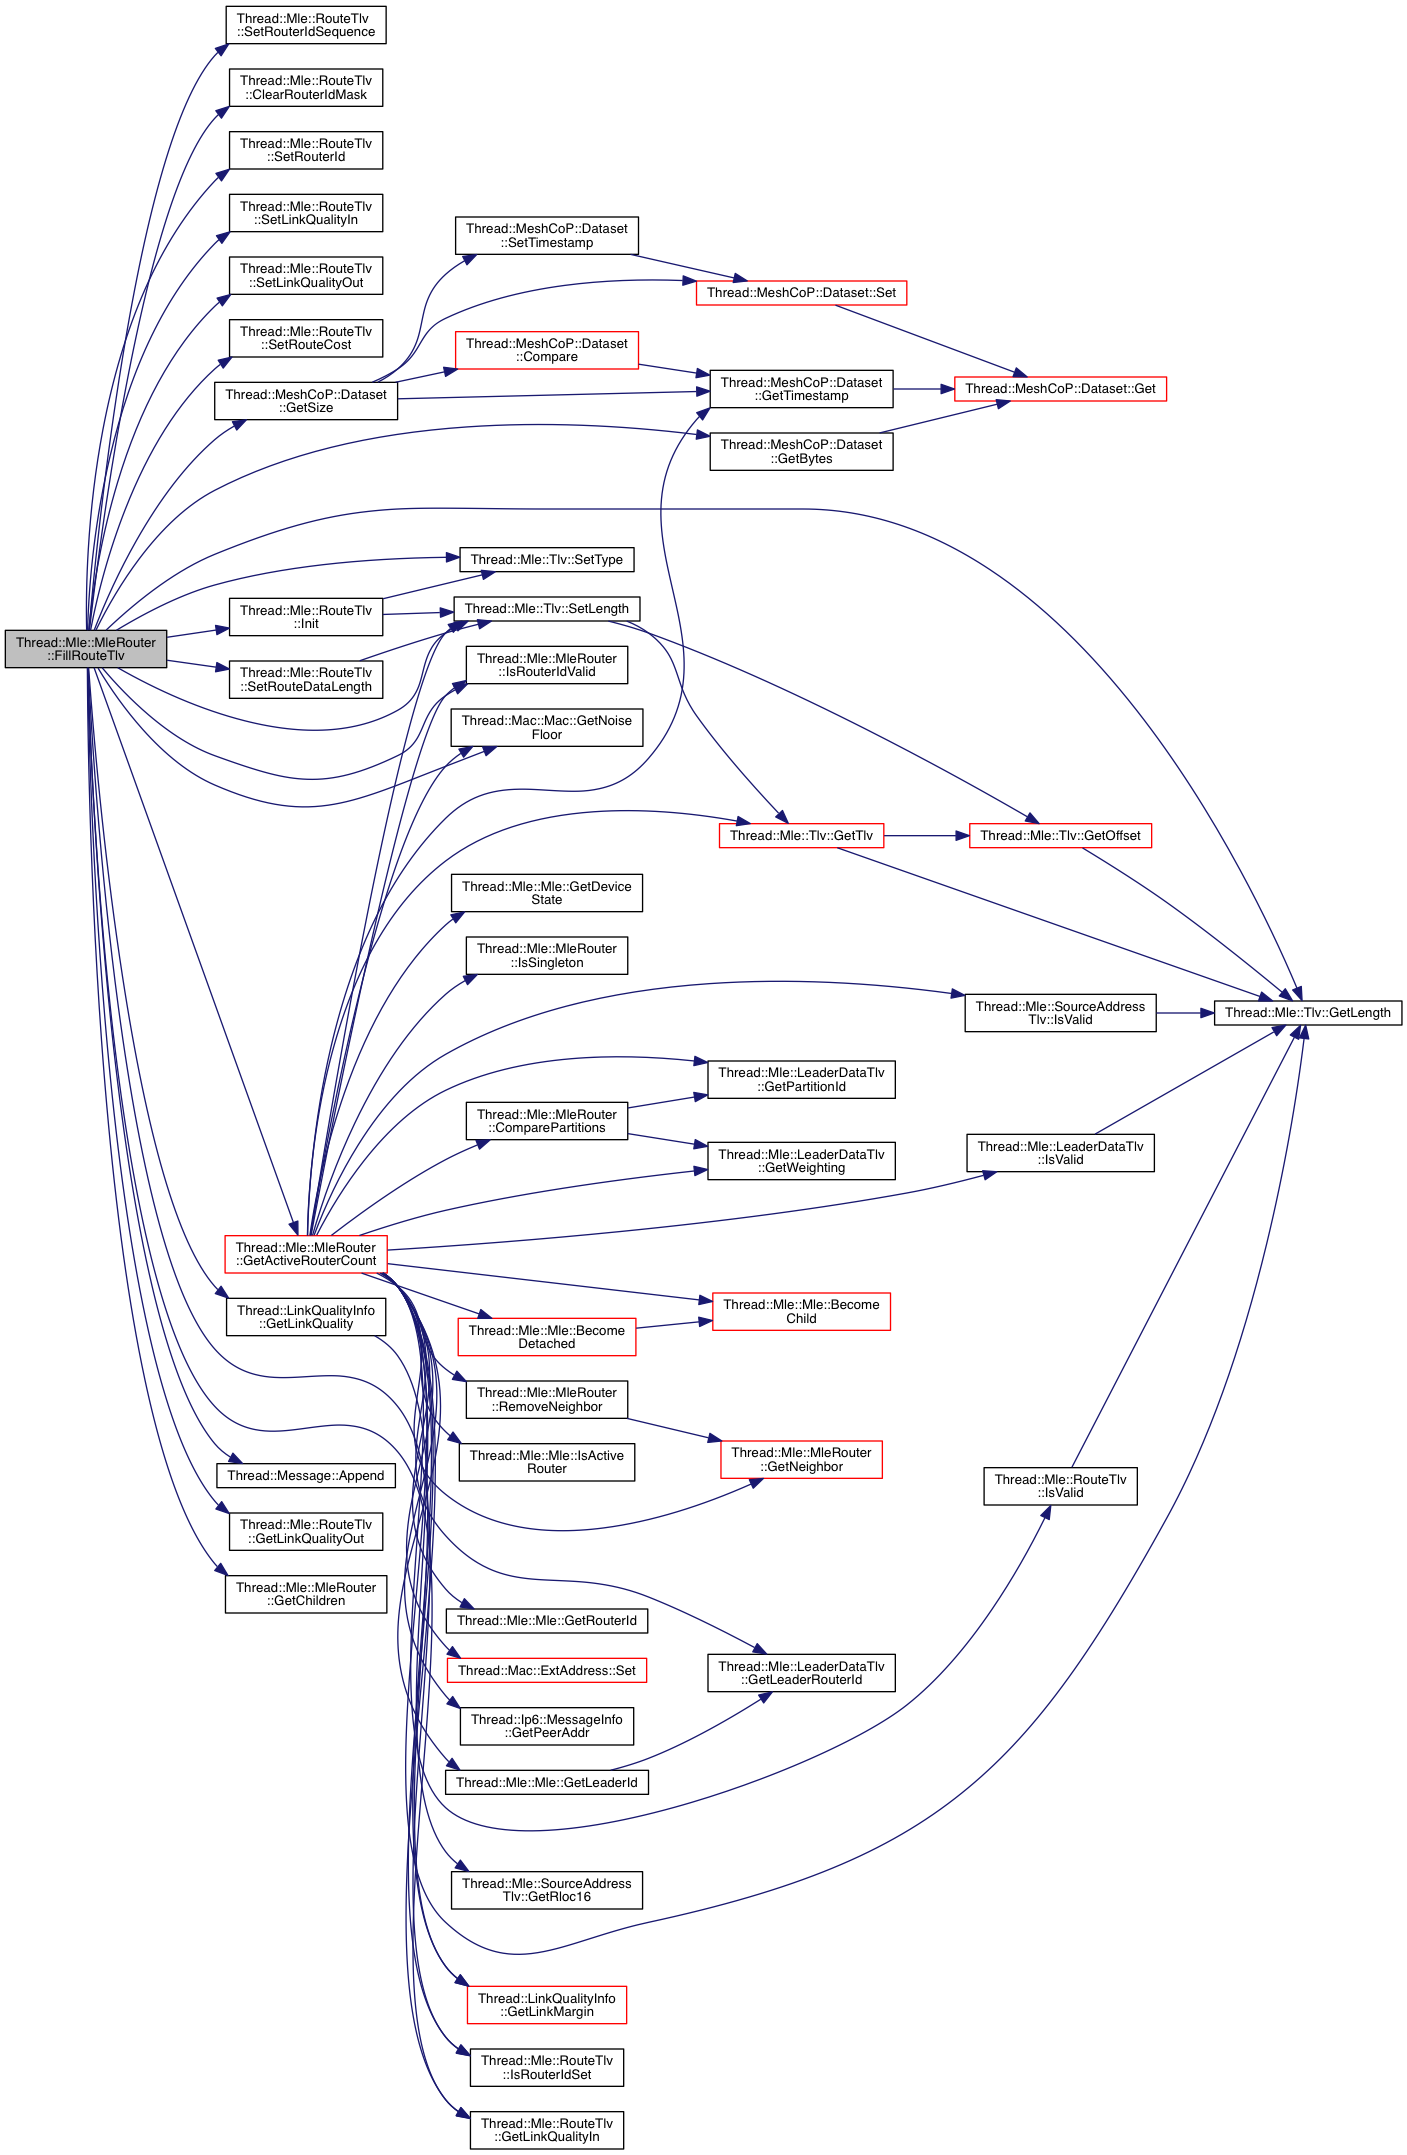 Thread::Mle::RouteTlv
::SetRouterIdSequence
Thread::Mle::RouteTlv
::ClearRouterIdMask
Thread::Mle::RouteTlv
::SetRouterId
Thread::Mle::RouteTlv
::SetLinkQualityIn
Thread::Mle::RouteTlv
::SetLinkQualityOut
Thread::Mle::RouteTlv
::SetRouteCost
Thread::MeshCoP::Dataset
::GetSize
Thread::MeshCoP::Dataset
::SetTimestamp
Thread::MeshCoP::Dataset::Set
Thread::MeshCoP::Dataset
::Compare
Thread::MeshCoP::Dataset
::GetTimestamp
Thread::MeshCoP::Dataset::Get
Thread::MeshCoP::Dataset
::GetBytes
Thread::Mle::Tlv::SetType
Thread::Mle::RouteTlv
::Init
Thread::Mle::Tlv::SetLength
Thread::Mle::MleRouter
::FillRouteTlv
Thread::Mle::RouteTlv
::SetRouteDataLength
Thread::Mle::MleRouter
::IsRouterIdValid
Thread::Mac::Mac::GetNoise
Floor
Thread::Mle::Tlv::GetTlv
Thread::Mle::Tlv::GetOffset
Thread::Mle::Mle::GetDevice
State
Thread::Mle::MleRouter
::IsSingleton
Thread::Mle::SourceAddress
Tlv::IsValid
Thread::Mle::Tlv::GetLength
Thread::Mle::LeaderDataTlv
::GetPartitionId
Thread::Mle::MleRouter
::ComparePartitions
Thread::Mle::LeaderDataTlv
::GetWeighting
Thread::Mle::LeaderDataTlv
::IsValid
Thread::Mle::MleRouter
::GetActiveRouterCount
Thread::LinkQualityInfo
::GetLinkQuality
Thread::Mle::Mle::Become
Detached
Thread::Mle::Mle::Become
Child
Thread::Mle::MleRouter
::RemoveNeighbor
Thread::Mle::Mle::IsActive
Router
Thread::Mle::MleRouter
::GetNeighbor
Thread::Message::Append
Thread::Mle::RouteTlv
::IsValid
Thread::Mle::RouteTlv
::GetLinkQualityOut
Thread::Mle::MleRouter
::GetChildren
Thread::Mle::Mle::GetRouterId
Thread::Mac::ExtAddress::Set
Thread::Mle::LeaderDataTlv
::GetLeaderRouterId
Thread::Ip6::MessageInfo
::GetPeerAddr
Thread::Mle::Mle::GetLeaderId
Thread::Mle::SourceAddress
Tlv::GetRloc16
Thread::LinkQualityInfo
::GetLinkMargin
Thread::Mle::RouteTlv
::IsRouterIdSet
Thread::Mle::RouteTlv
::GetLinkQualityIn